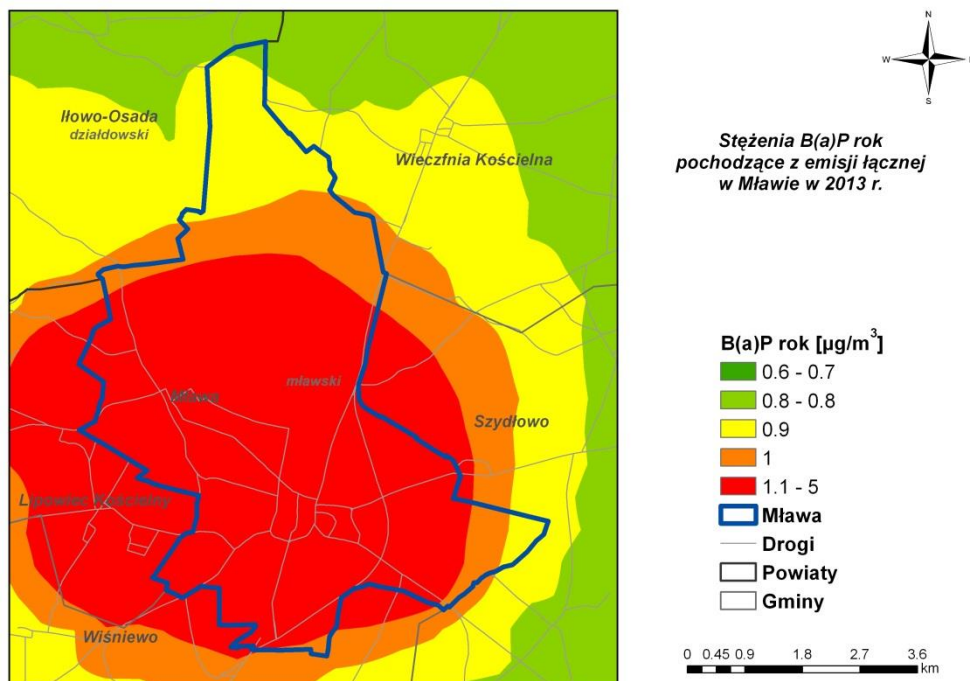 Iłowo-Osada
działdowski
Wieczfnia Kościelna
mławski
Mława
Szydłowo
Lipowiec Kościelny
Wiśniewo
N
W
E
S
Stężenia B(a)P rok
pochodzące z emisji łącznej
w Mławie w 2013 r.
B(a)P rok [µg/m³]
0.6 - 0.7
0.8 - 0.8
0.9
1
1.1 - 5
Mława
Drogi
Powiaty
Gminy
0 0.45 0.9 1.8 2.7 3.6
km